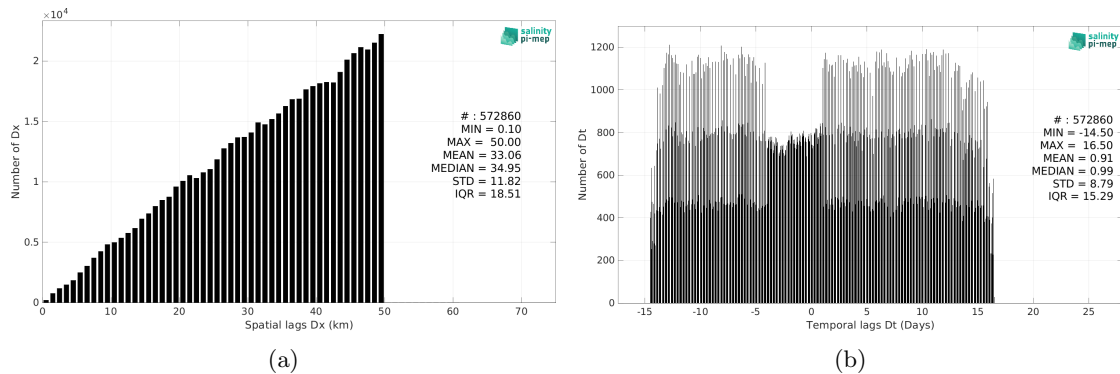 ×10⁴
2
1.5
1
0.5
0
Number of Dx
0 10 20 30 40 50 60 70
Spatial lags Dx (km)
salinity
pi-mep
# : 572860
MIN = 0.10
MAX = 50.00
MEAN = 33.06
MEDIAN = 34.95
STD = 11.82
IQR = 18.51
(a)
1200
1000
800
600
400
200
0
Number of Dt
-15 -10 -5 0 5 10 15 20 25
Temporal lags Dt (Days)
salinity
pi-mep
# : 572860
MIN = -14.50
MAX = 16.50
MEAN = 0.91
MEDIAN = 0.99
STD = 8.79
IQR = 15.29
(b)